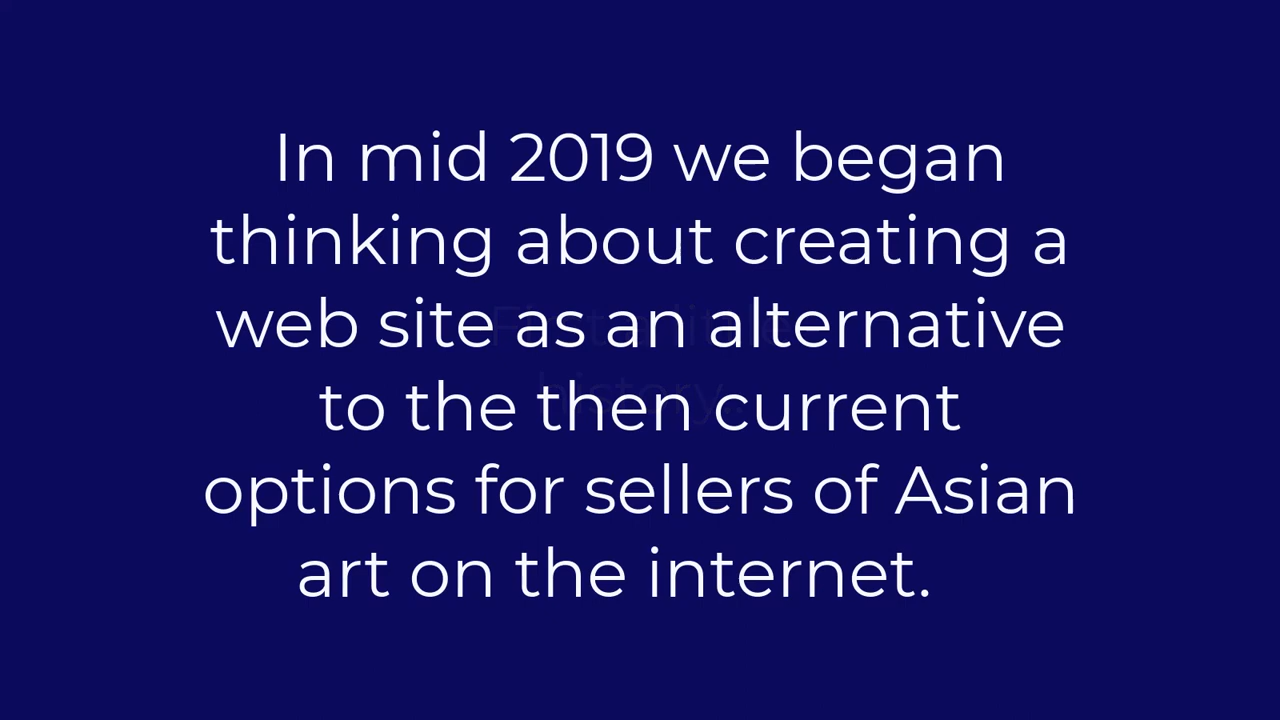 In mid 2019 we began
thinking about creating a
web site as an alternative
to the then current
options for sellers of Asian
art on the internet.
history..